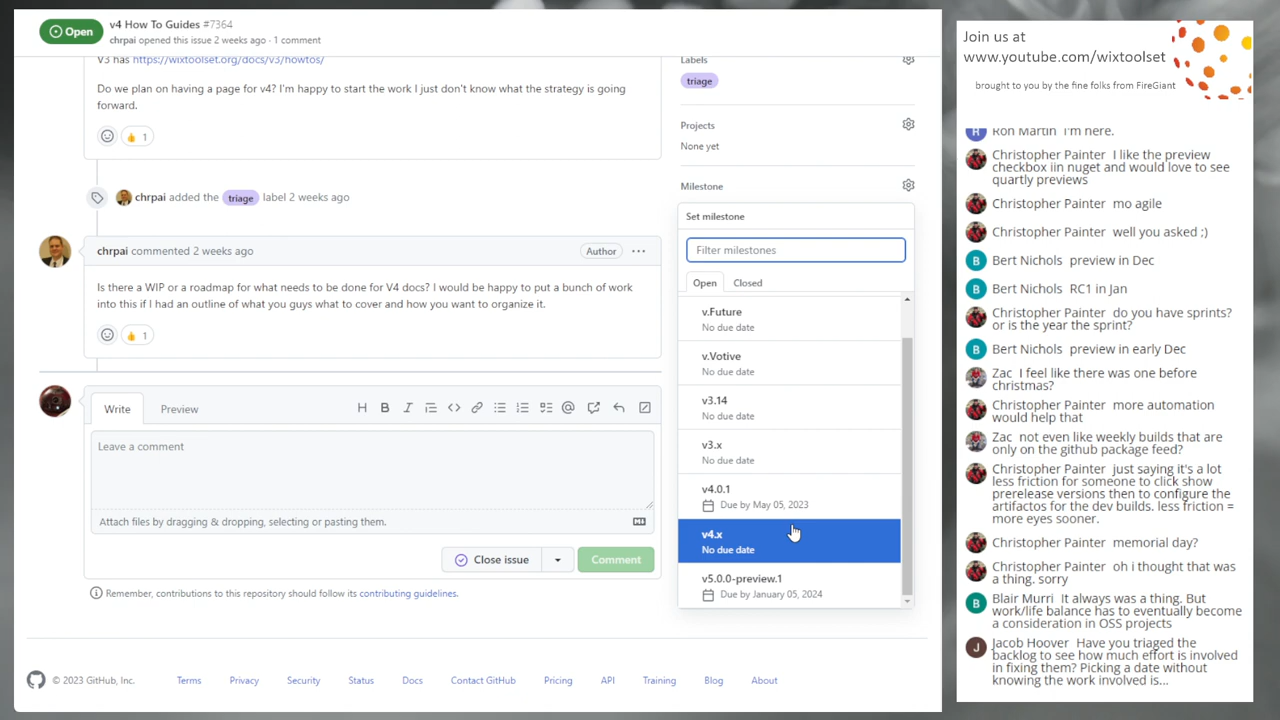 Open
v4 How To Guides #7364
chrpai opened this issue 2 weeks ago · 1 comment
V3 has https://wixtoolset.org/docs/v3/howtos/
Do we plan on having a page for v4? I'm happy to start the work I just don't know what the strategy is going
forward.
👍 1
chrpai added the triage label 2 weeks ago
chrpai commented 2 weeks ago
Author
Is there a WIP or a roadmap for what needs to be done for V4 docs? I would be happy to put a bunch of work
into this if I had an outline of what you guys what to cover and how you want to organize it.
👍 1
Write
Preview
Leave a comment
Attach files by dragging & dropping, selecting or pasting them.
Close issue
Comment
Remember, contributions to this repository should follow its contributing guidelines.
Labels
triage
Projects
None yet
Milestone
Set milestone
Filter milestones
Open
Closed
v.Future
No due date
v.Votive
No due date
v3.14
No due date
v3.x
No due date
v4.0.1
Due by May 05, 2023
v4.x
No due date
v5.0.0-preview.1
Due by January 05, 2024
© 2023 GitHub, Inc.
Terms
Privacy
Security
Status
Docs
Contact GitHub
Pricing
API
Training
Blog
About
Join us at
www.youtube.com/wixtoolset
brought to you by the fine folks from FireGiant
Ron Martin I'm here.
Christopher Painter I like the preview
checkbox iin nuget and would love to see
quartly previews
Christopher Painter mo agile
Christopher Painter well you asked ;)
Bert Nichols preview in Dec
Bert Nichols RC1 in Jan
Christopher Painter do you have sprints?
or is the year the sprint?
Bert Nichols preview in early Dec
Zac I feel like there was one before
christmas?
Christopher Painter more automation
would help that
Zac not even like weekly builds that are
only on the github package feed?
Christopher Painter just saying it's a lot
less friction for someone to click show
prerelease versions then to configure the
artifactos for the dev builds. less friction =
more eyes sooner.
Christopher Painter memorial day?
Christopher Painter oh i thought that was
a thing. sorry
Blair Murri It always was a thing. But
work/life balance has to eventually become
a consideration in OSS projects
Jacob Hoover Have you triaged the
backlog to see how much effort is involved
in fixing them? Picking a date without
knowing the work involved is...